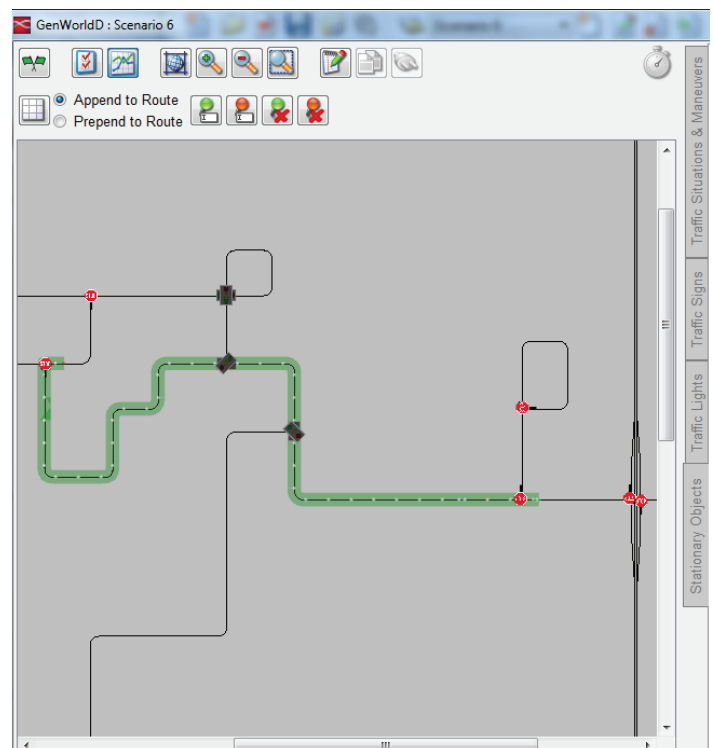 GenWorldD : Scenario 6
Append to Route
Prepend to Route
Traffic Situations & Maneuvers
Traffic Signs
Traffic Lights
Stationary Objects